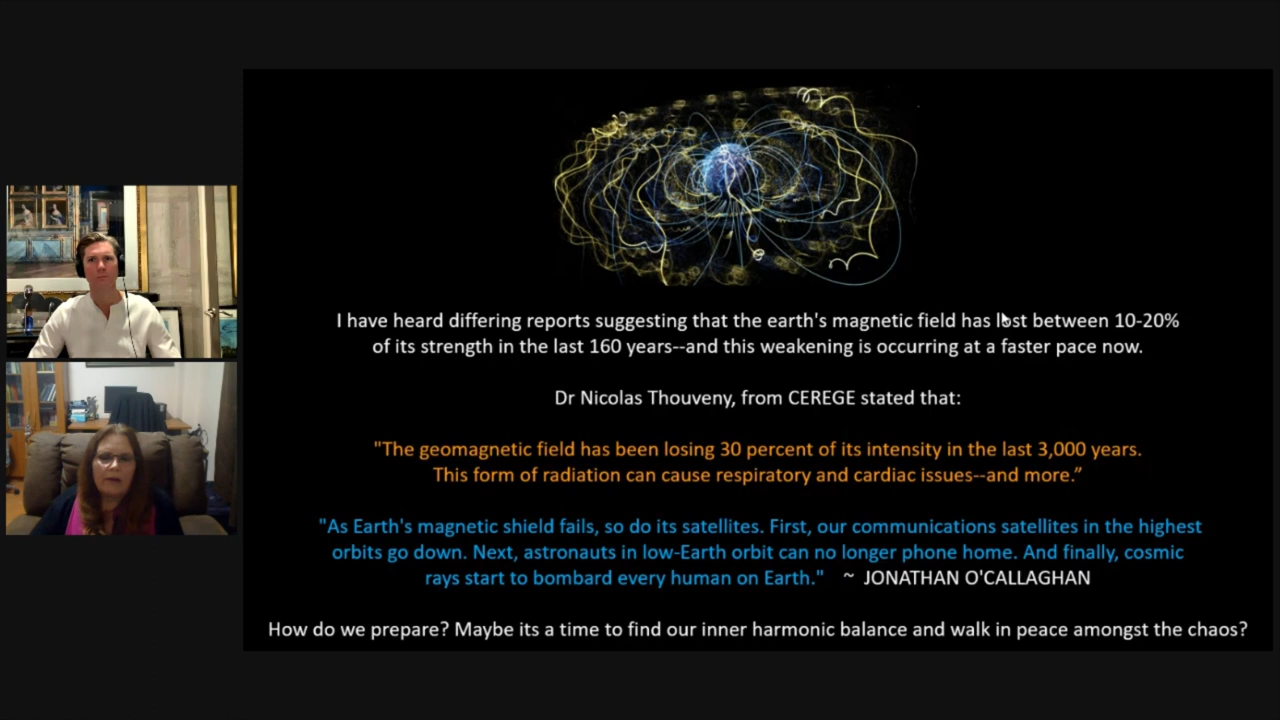 I have heard differing reports suggesting that the earth's magnetic field has lost between 10-20%
of its strength in the last 160 years--and this weakening is occurring at a faster pace now.
Dr Nicolas Thouveny, from CEREGE stated that:
"The geomagnetic field has been losing 30 percent of its intensity in the last 3,000 years.
This form of radiation can cause respiratory and cardiac issues--and more.”
"As Earth's magnetic shield fails, so do its satellites. First, our communications satellites in the highest
orbits go down. Next, astronauts in low-Earth orbit can no longer phone home. And finally, cosmic
rays start to bombard every human on Earth." ~ JONATHAN O'CALLAGHAN
How do we prepare? Maybe its a time to find our inner harmonic balance and walk in peace amongst the chaos?